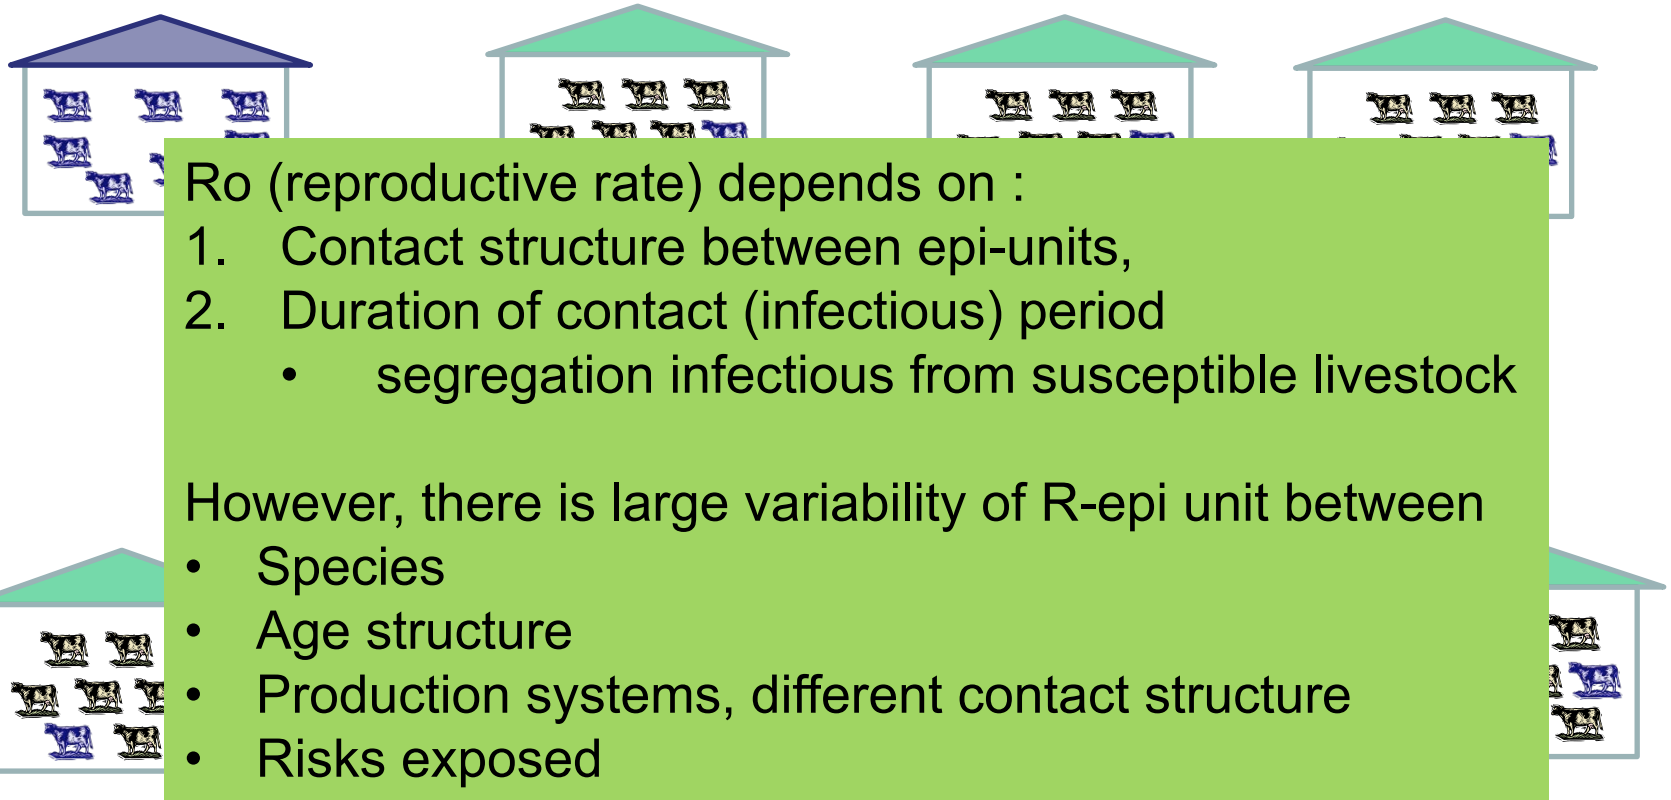 Ro (reproductive rate) depends on :
1. Contact structure between epi-units,
2. Duration of contact (infectious) period
• segregation infectious from susceptible livestock
However, there is large variability of R-epi unit between
• Species
• Age structure
• Production systems, different contact structure
• Risks exposed